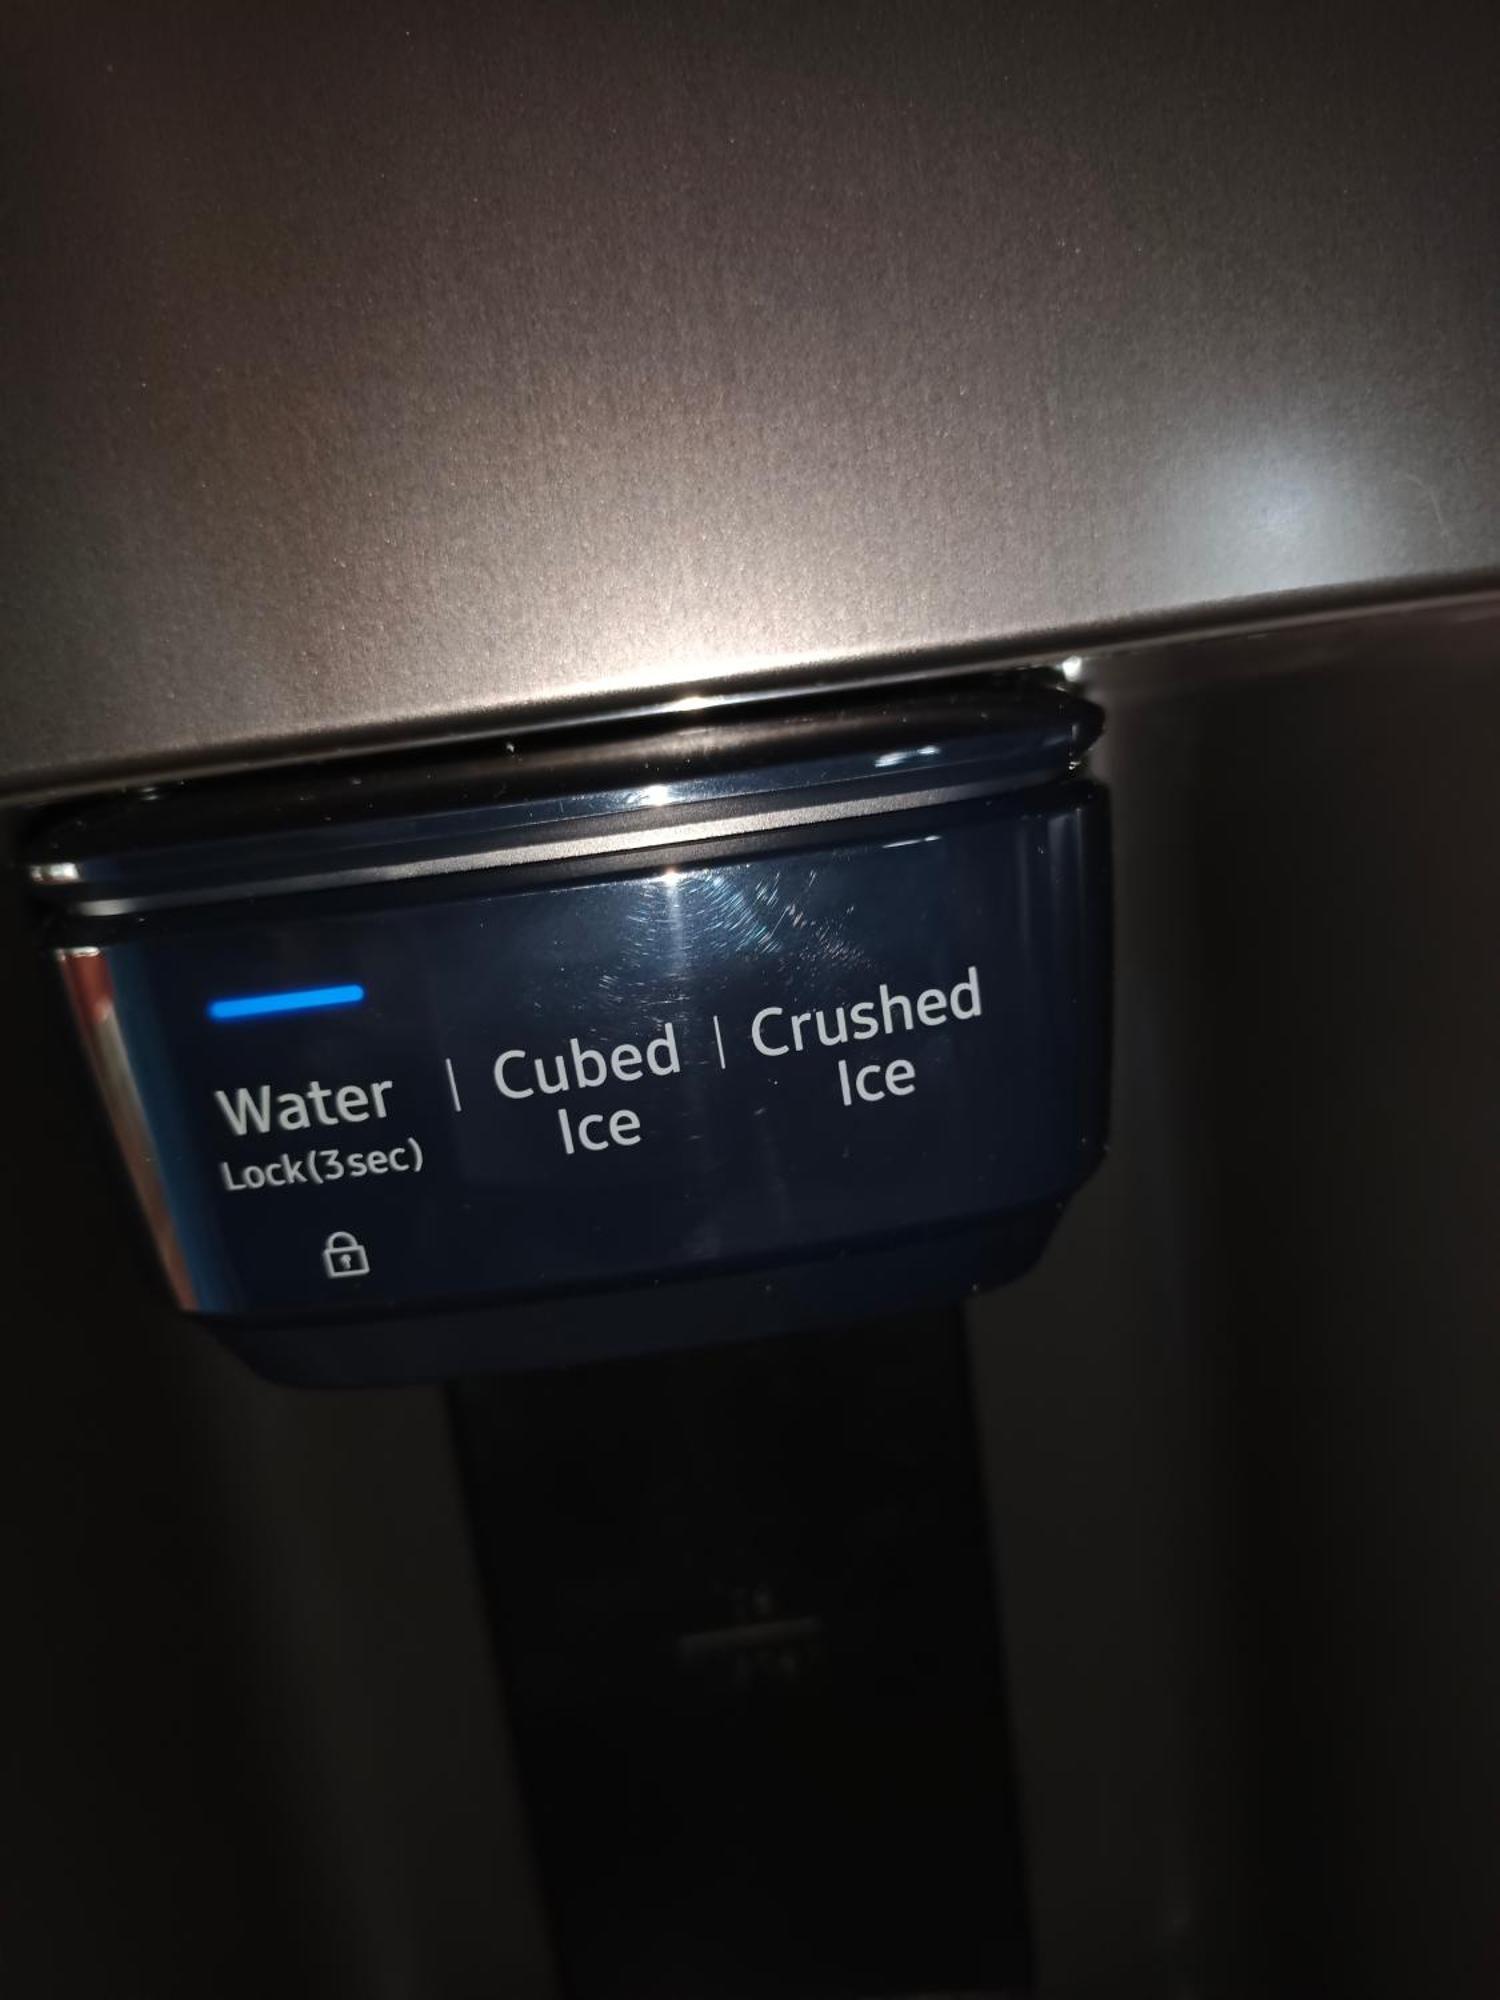 Water | Cubed | Crushed
Lock(3sec) Ice Ice